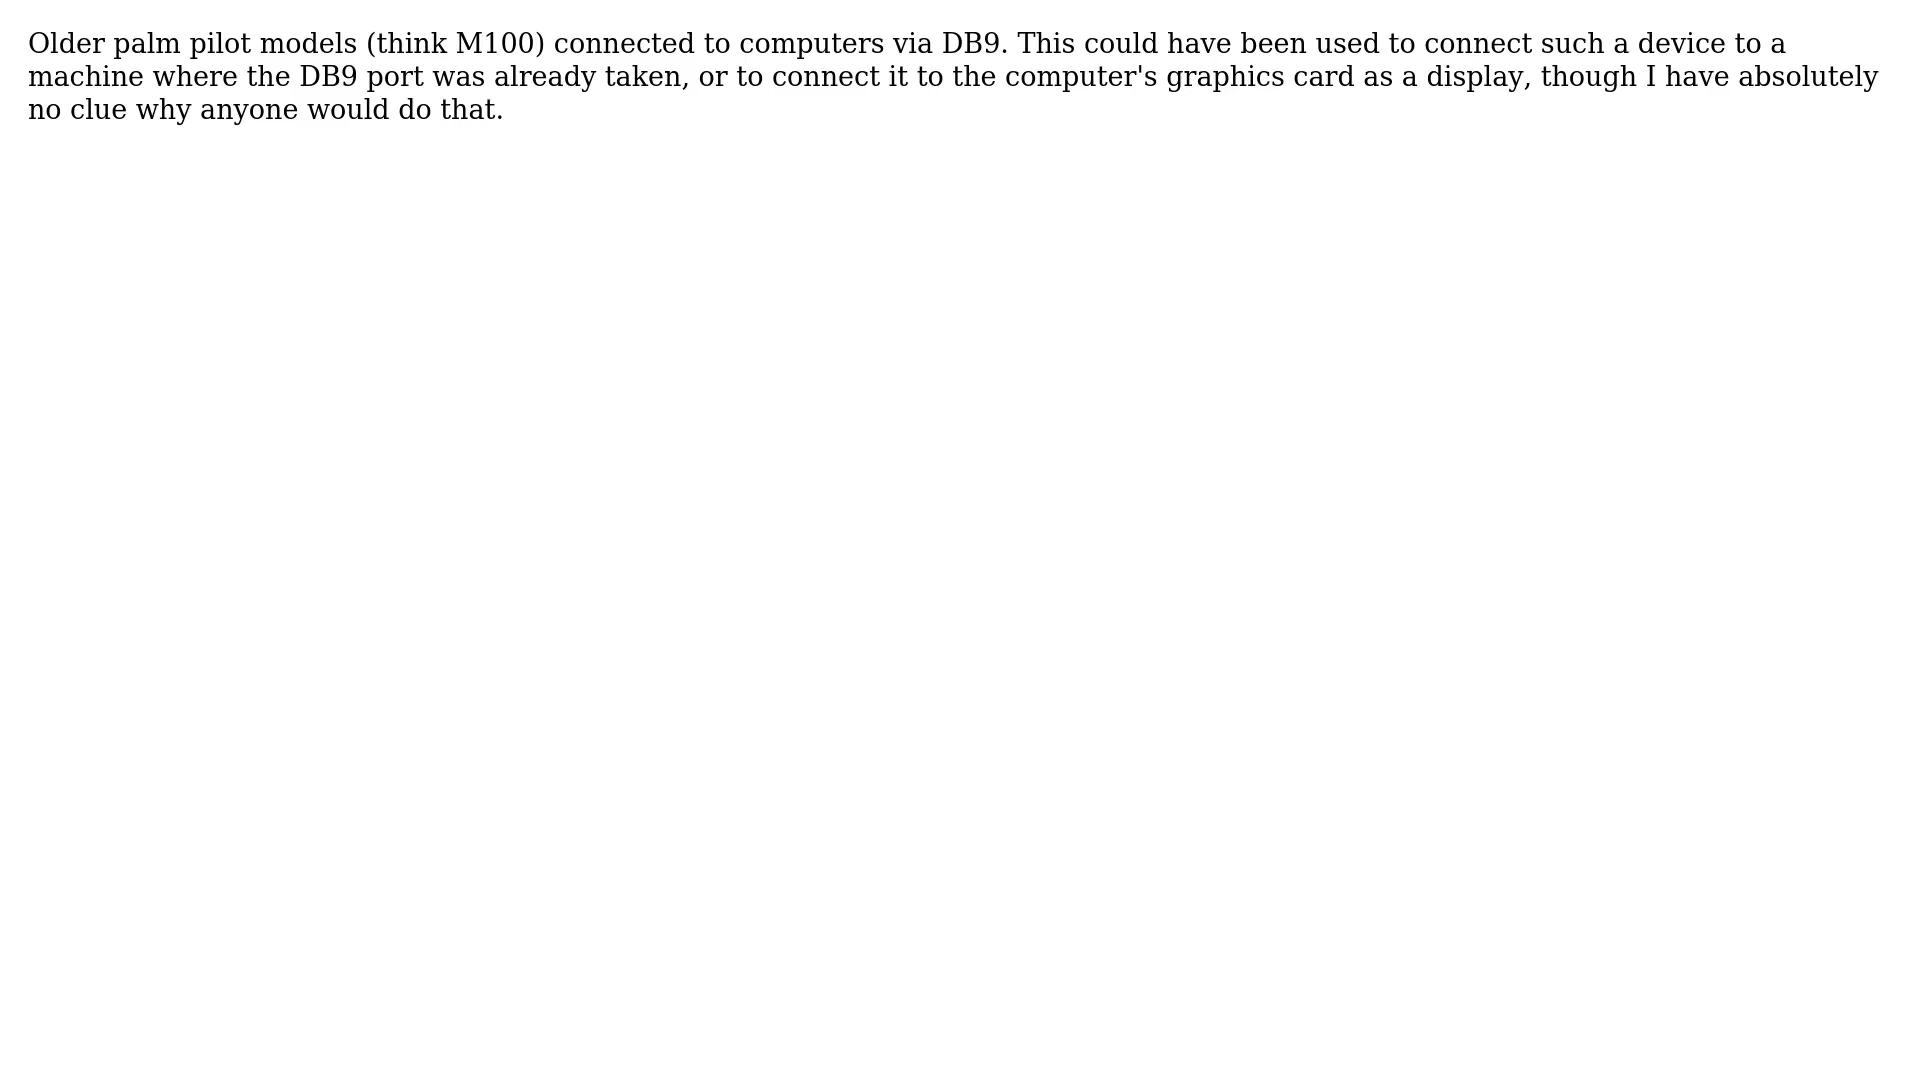 Older palm pilot models (think M100) connected to computers via DB9. This could have been used to connect such a device to a
machine where the DB9 port was already taken, or to connect it to the computer's graphics card as a display, though I have absolutely
no clue why anyone would do that.